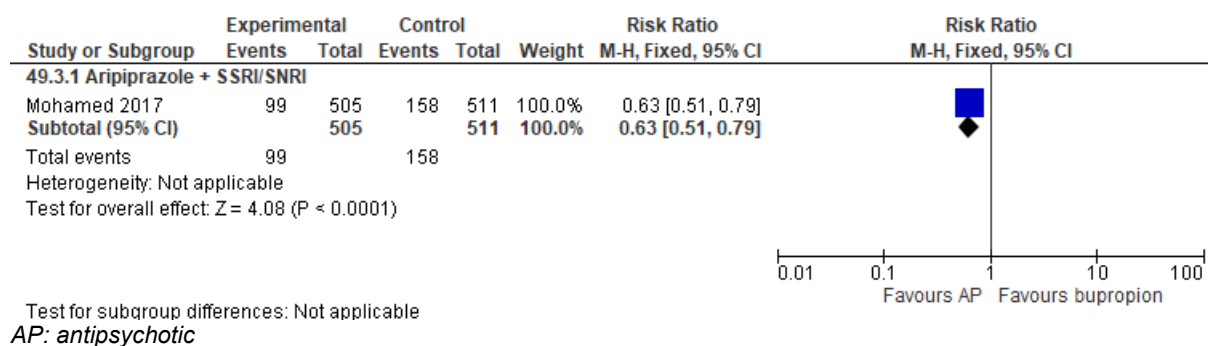 Experimental Control Risk Ratio Risk Ratio
Study or Subgroup Events Total Events Total Weight M-H, Fixed, 95% CI M-H, Fixed, 95% CI
49.3.1 Aripiprazole + SSRI/SNRI
Mohamed 2017 99 505 158 511 100.0% 0.63 [0.51, 0.79]
Subtotal (95% CI) 505 511 100.0% 0.63 [0.51, 0.79]
Total events 99 158
Heterogeneity: Not applicable
Test for overall effect: Z = 4.08 (P < 0.0001)
0.01 0.1 1 10 100
Favours AP Favours bupropion
Test for subgroup differences: Not applicable
AP: antipsychotic